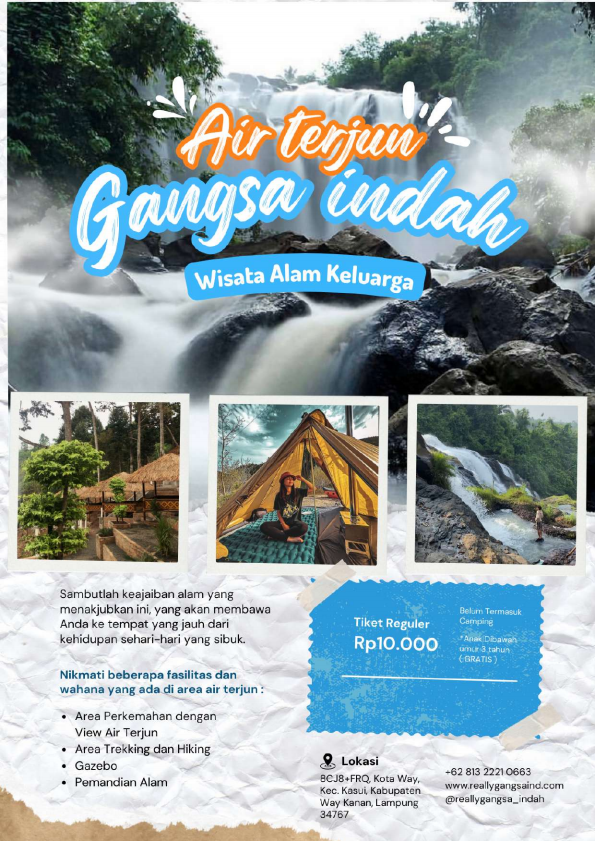 Air terjun
Gangsa indah
Wisata Alam Keluarga
Sambutlah keajaiban alam yang
menakjubkan ini, yang akan membawa
Anda ke tempat yang jauh dari
kehidupan sehari-hari yang sibuk.
Nikmati beberapa fasilitas dan
wahana yang ada di area air terjun :
• Area Perkemahan dengan
View Air Terjun
• Area Trekking dan Hiking
• Gazebo
• Pemandian Alam
Tiket Reguler
Rp10.000
Belum Termasuk
Camping
*Anak Dibawah
umur 3 tahun
( GRATIS )
Lokasi
BCJ8+FRQ, Kota Way,
Kec. Kasui, Kabupaten
Way Kanan, Lampung
34767
+62 813 2221 0663
www.reallygangsaind.com
@reallygangsa_indah